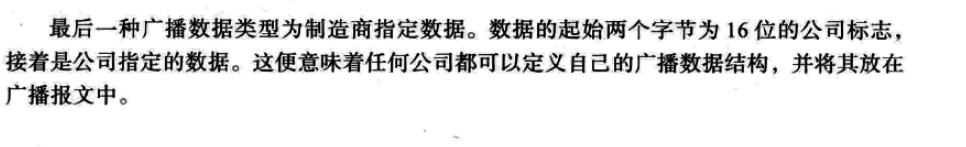 最后一种广播数据类型为制造商指定数据。数据的起始两个字节为 16 位的公司标志，
接着是公司指定的数据。这便意味着任何公司都可以定义自己的广播数据结构，并将其放在
广播报文中。